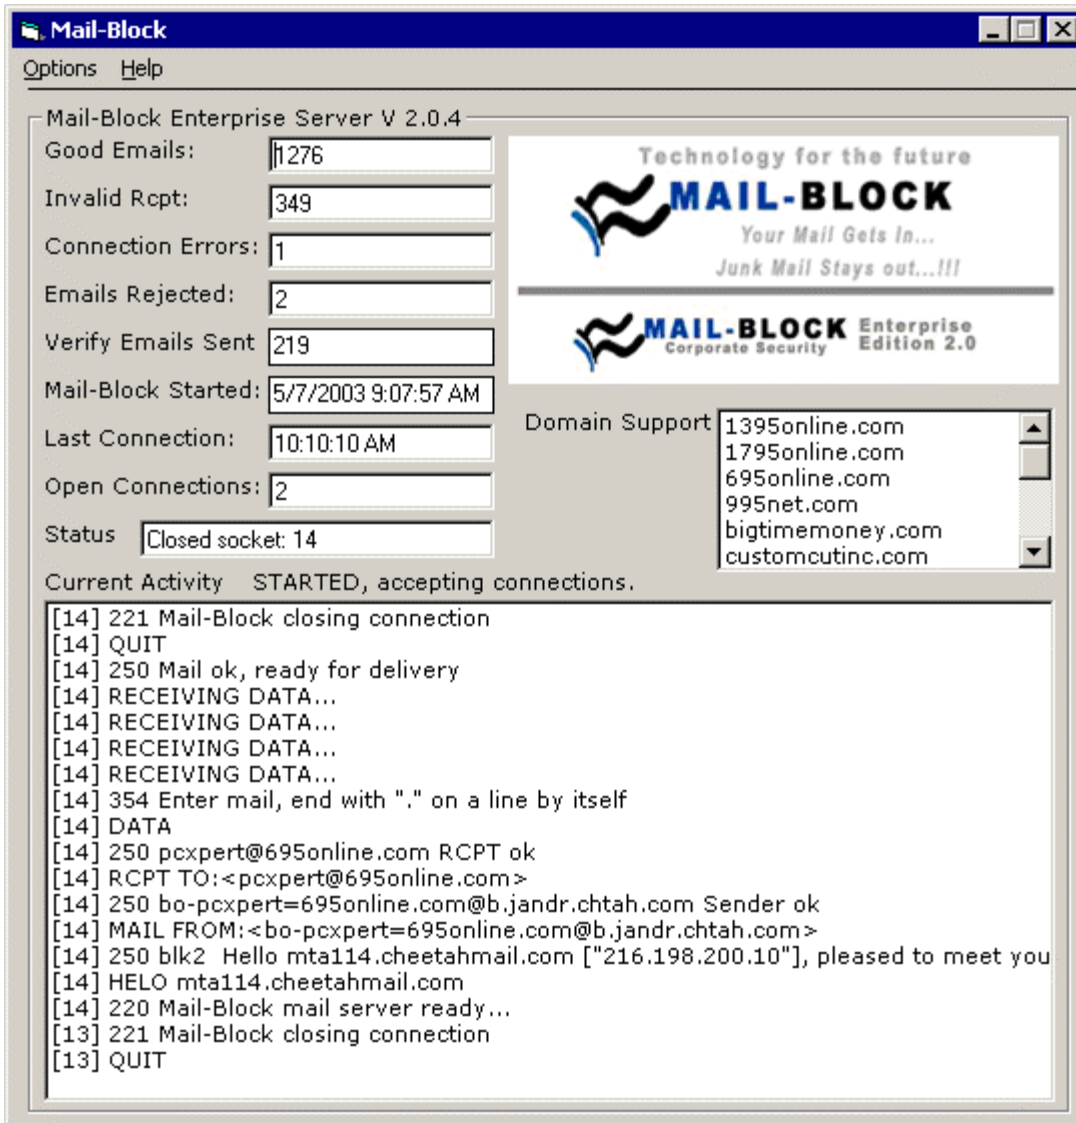 Mail-Block
Options Help
Mail-Block Enterprise Server V 2.0.4
Good Emails: 1276
Invalid Rcpt: 349
Connection Errors: 1
Emails Rejected: 2
Verify Emails Sent 219
Mail-Block Started: 5/7/2003 9:07:57 AM
Last Connection: 10:10:10 AM
Open Connections: 2
Status Closed socket: 14
Technology for the future
MAIL-BLOCK
Your Mail Gets In...
Junk Mail Stays out...!!!
MAIL-BLOCK Enterprise
Corporate Security Edition 2.0
Domain Support 1395online.com
1795online.com
695online.com
995net.com
bigtimemoney.com
customcutinc.com
Current Activity STARTED, accepting connections.
[14] 221 Mail-Block closing connection
[14] QUIT
[14] 250 Mail ok, ready for delivery
[14] RECEIVING DATA...
[14] RECEIVING DATA...
[14] RECEIVING DATA...
[14] RECEIVING DATA...
[14] 354 Enter mail, end with "." on a line by itself
[14] DATA
[14] 250 pcxpert@695online.com RCPT ok
[14] RCPT TO:<pcxpert@695online.com>
[14] 250 bo-pcxpert=695online.com@b.jandr.chtah.com Sender ok
[14] MAIL FROM:<bo-pcxpert=695online.com@b.jandr.chtah.com>
[14] 250 blk2  Hello mta114.cheetahmail.com ["216.198.200.10"], pleased to meet you
[14] HELO mta114.cheetahmail.com
[14] 220 Mail-Block mail server ready...
[13] 221 Mail-Block closing connection
[13] QUIT